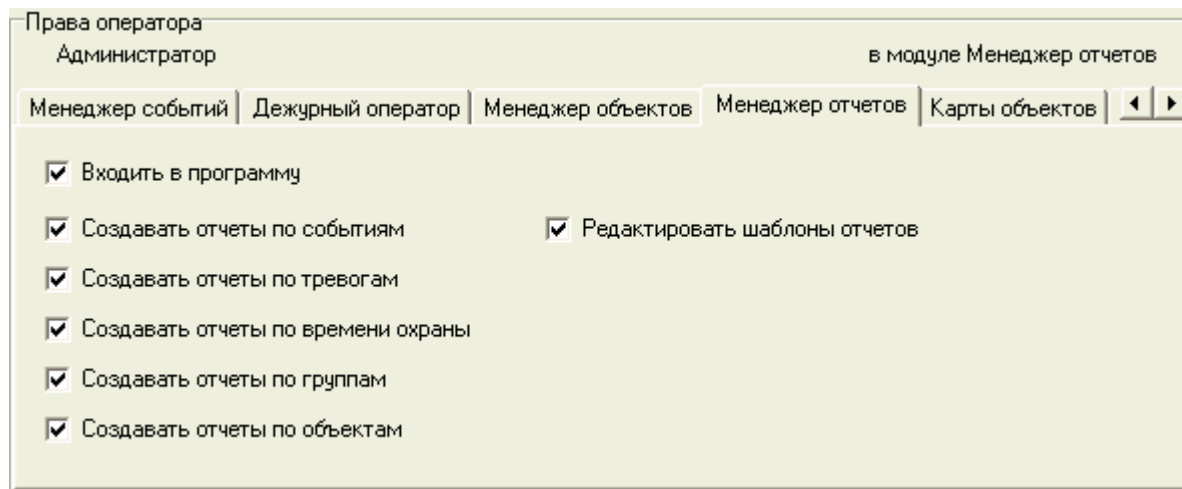 Права оператора
Администратор в модуле Менеджер отчетов
Менеджер событий Дежурный оператор Менеджер объектов Менеджер отчетов Карты объектов
Входить в программу
Создавать отчеты по событиям Редактировать шаблоны отчетов
Создавать отчеты по тревогам
Создавать отчеты по времени охраны
Создавать отчеты по группам
Создавать отчеты по объектам